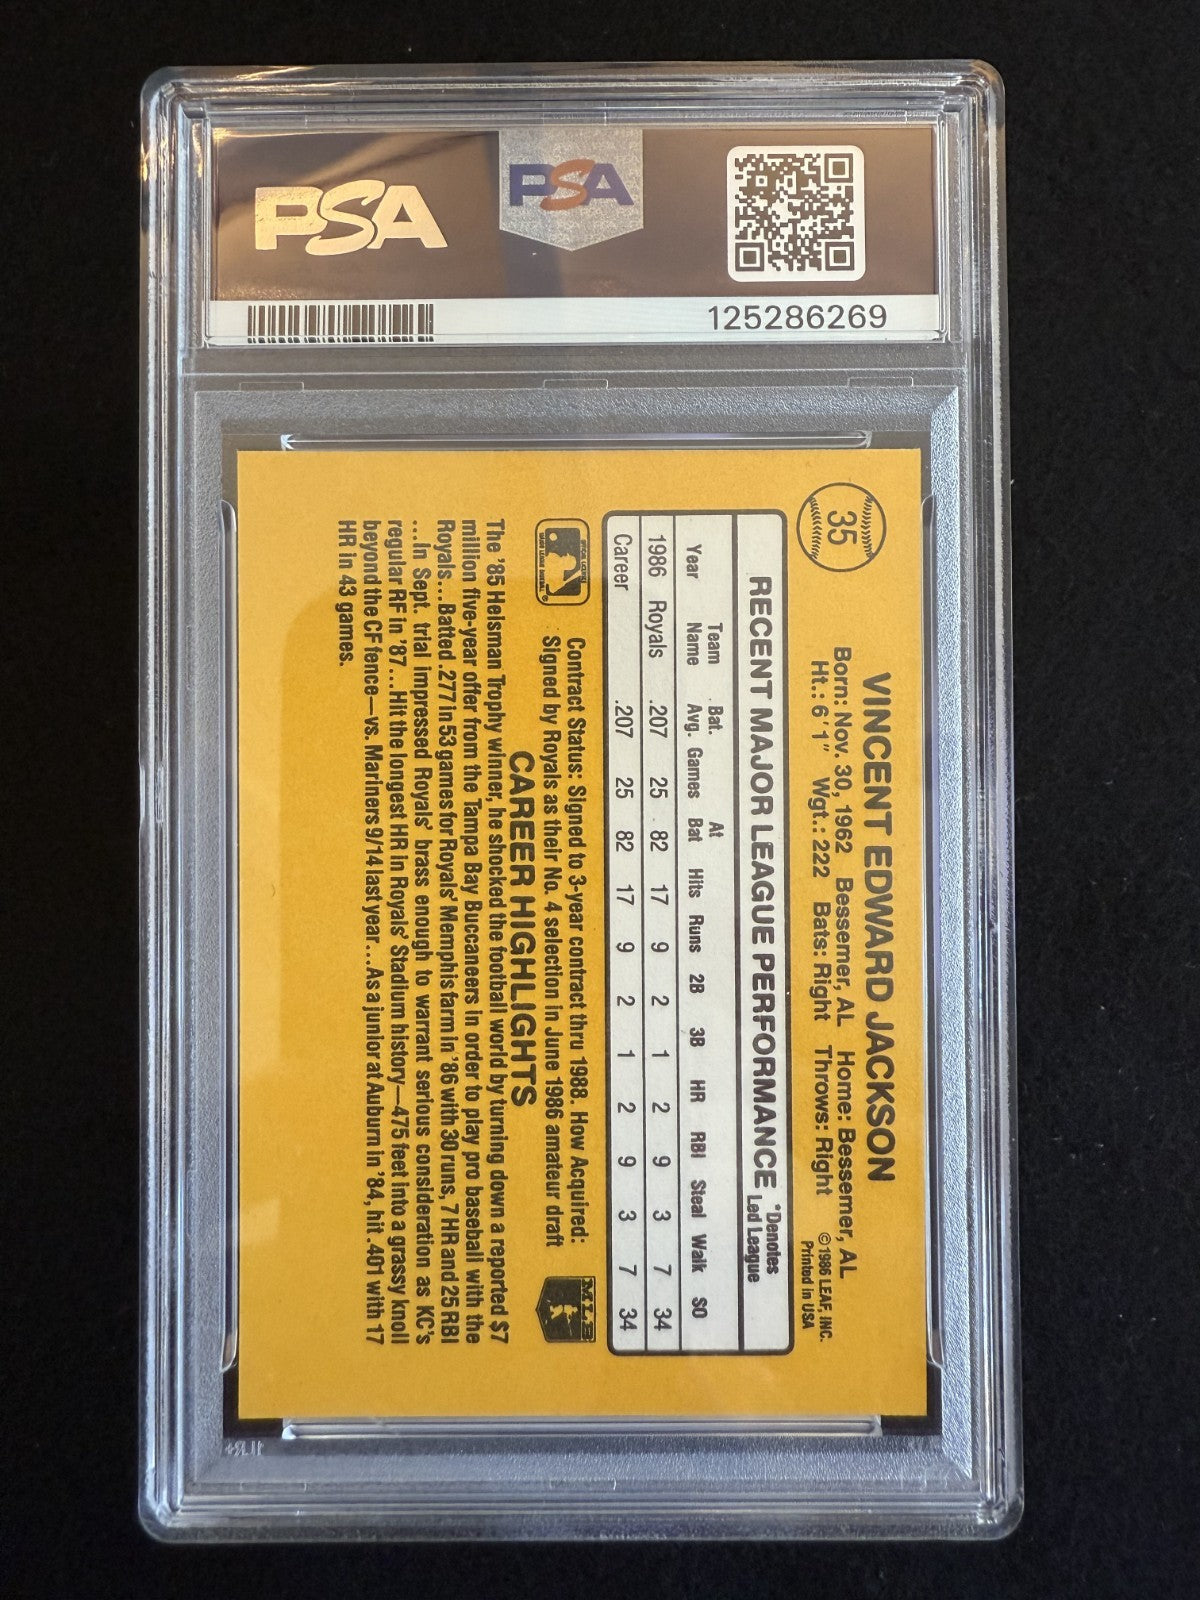 PSA
PSA
125286269
35
VINCENT EDWARD JACKSON
Born: Nov. 30, 1962 Bessemer, AL Home: Bessemer, AL
Ht.: 6'1" Wgt.: 222 Bats: Right Throws: Right
©1986 LEAF, INC.
Printed in USA
RECENT MAJOR LEAGUE PERFORMANCE
*Denotes
Led League
Year Team Name Bat. Avg. Games At Bat Hits Runs 2B 3B HR RBI Steal Walk SO
1986 Royals .207 25 82 17 9 2 1 2 9 3 7 34
Career .207 25 82 17 9 2 1 2 9 3 7 34
Contract Status: Signed to 3-year contract thru 1988. How Acquired:
Signed by Royals as their No. 4 selection in June 1986 amateur draft
MLB
CAREER HIGHLIGHTS
The '85 Heisman Trophy winner, he shocked the football world by turning down a reported $7
million five-year offer from the Tampa Bay Buccaneers in order to play pro baseball with the
Royals...Batted .277 in 53 games for Royals' Memphis farm in '86 with 30 runs, 7 HR and 25 RBI
...In Sept. trial impressed Royals' brass enough to warrant serious consideration as KC's
regular RF in '87...Hit the longest HR in Royals' Stadium history—475 feet into a grassy knoll
beyond the CF fence—vs. Mariners 9/14 last year...As a junior at Auburn in '84, hit .401 with 17
HR in 43 games.